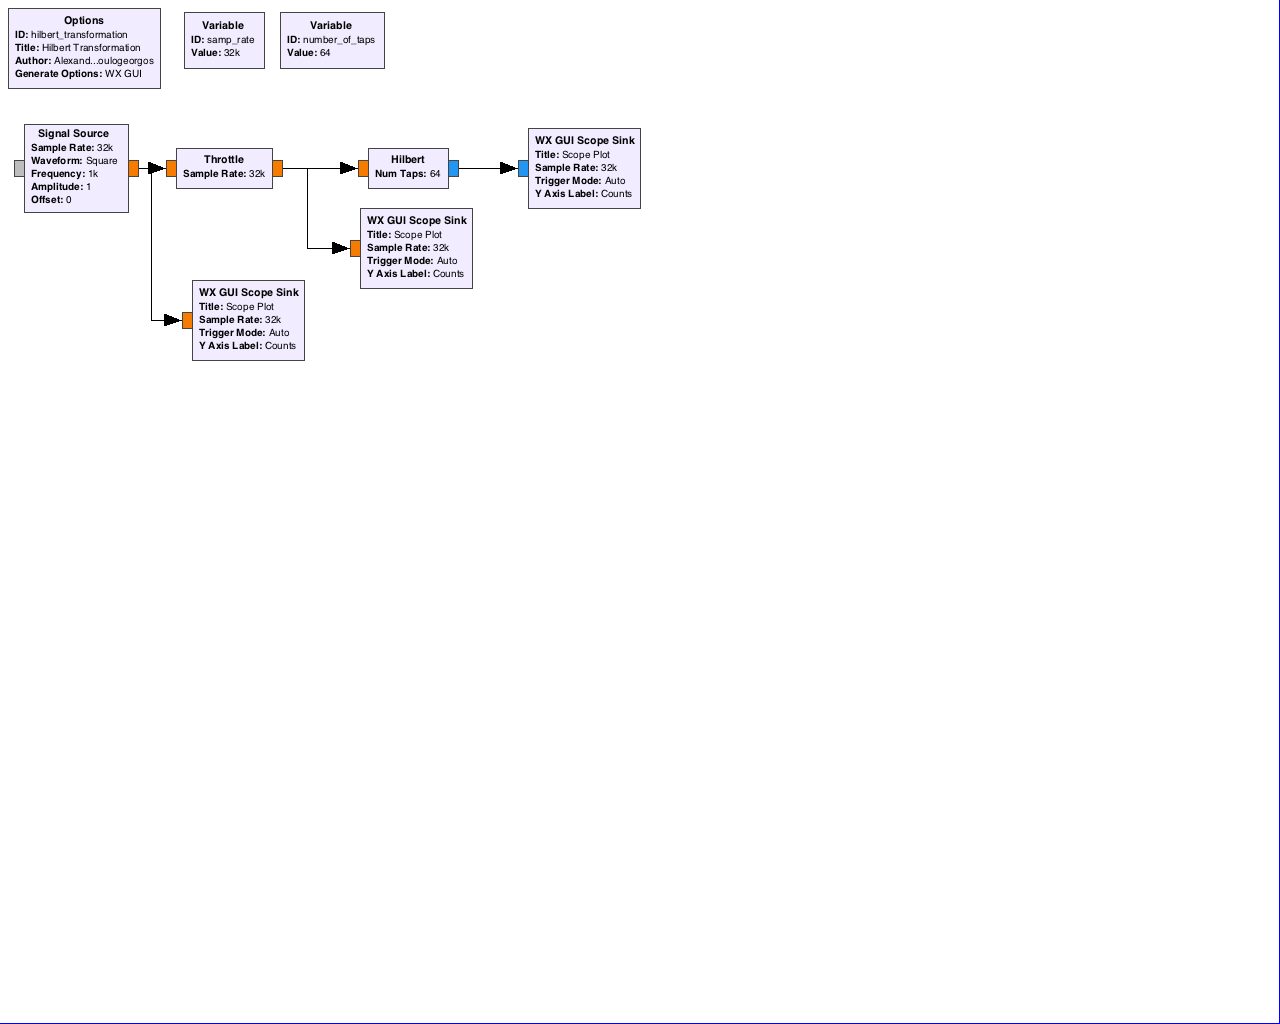 Options
ID: hilbert_transformation
Title: Hilbert Transformation
Author: Alexand...oulogeorgos
Generate Options: WX GUI
Variable
ID: samp_rate
Value: 32k
Variable
ID: number_of_taps
Value: 64
Signal Source
Sample Rate: 32k
Waveform: Square
Frequency: 1k
Amplitude: 1
Offset: 0
Throttle
Sample Rate: 32k
Hilbert
Num Taps: 64
WX GUI Scope Sink
Title: Scope Plot
Sample Rate: 32k
Trigger Mode: Auto
Y Axis Label: Counts
WX GUI Scope Sink
Title: Scope Plot
Sample Rate: 32k
Trigger Mode: Auto
Y Axis Label: Counts
WX GUI Scope Sink
Title: Scope Plot
Sample Rate: 32k
Trigger Mode: Auto
Y Axis Label: Counts